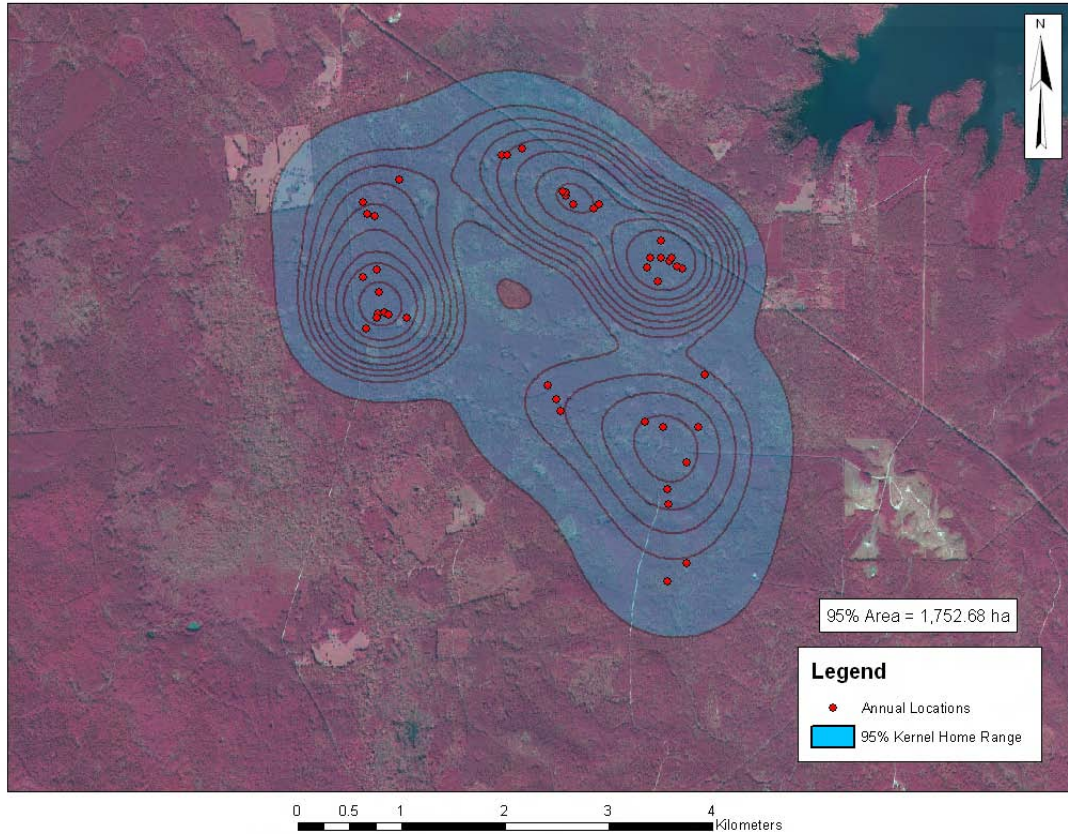 N
95% Area = 1,752.68 ha
Legend
Annual Locations
95% Kernel Home Range
0 0.5 1 2 3 4
Kilometers